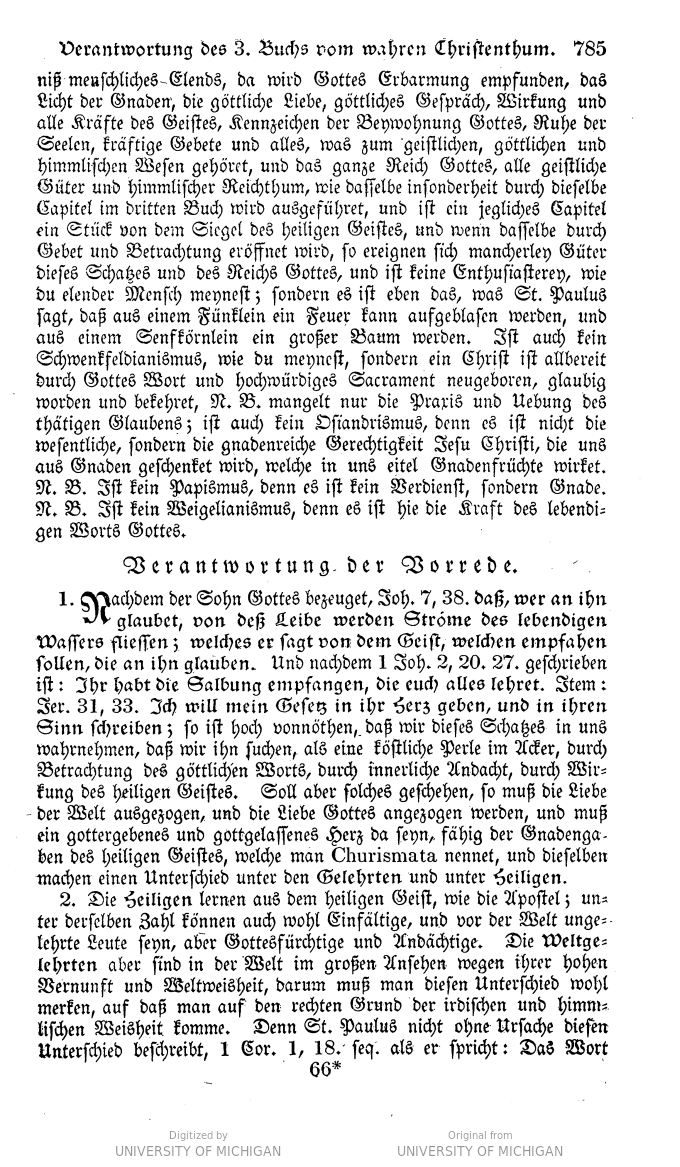 Verantwortung des 3. Buchs vom wahren Christenthum. 785
niß menschliches Elends, da wird Gottes Erbarmung empfunden, das
Licht der Gnaden, die göttliche Liebe, göttliches Gespräch, Wirkung und
alle Kräfte des Geistes, Kennzeichen der Beywohnung Gottes, Ruhe der
Seelen, kräftige Gebete und alles, was zum geistlichen, göttlichen und
himmlischen Wesen gehöret, und das ganze Reich Gottes, alle geistliche
Güter und himmlischer Reichthum, wie dasselbe insonderheit durch dieselbe
Capitel im dritten Buch wird ausgeführet, und ist ein jegliches Capitel
ein Stück von dem Siegel des heiligen Geistes, und wenn dasselbe durch
Gebet und Betrachtung eröffnet wird, so ereignen sich mancherley Güter
dieses Schatzes und des Reichs Gottes, und ist keine Enthusiasterey, wie
du elender Mensch meynest; sondern es ist eben das, was St. Paulus
sagt, daß aus einem Fünklein ein Feuer kann aufgeblasen werden, und
aus einem Senfkörnlein ein großer Baum werden. Ist auch kein
Schwenkfeldianismus, wie du meynest, sondern ein Christ ist allbereit
durch Gottes Wort und hochwürdiges Sacrament neugeboren, glaubig
worden und bekehret, N. B. mangelt nur die Praxis und Uebung des
thätigen Glaubens; ist auch kein Osiandrismus, denn es ist nicht die
wesentliche, sondern die gnadenreiche Gerechtigkeit Jesu Christi, die uns
aus Gnaden geschenket wird, welche in uns eitel Gnadenfrüchte wirket.
N. B. Ist kein Papismus, denn es ist kein Verdienst, sondern Gnade.
N. B. Ist kein Weigelianismus, denn es ist hie die Kraft des lebendi=
gen Worts Gottes.
Verantwortung der Vorrede.
1. Nachdem der Sohn Gottes bezeuget, Joh. 7, 38. daß, wer an ihn
glaubet, von deß Leibe werden Ströme des lebendigen
Wassers fliessen; welches er sagt von dem Geist, welchen empfahen
sollen, die an ihn glauben. Und nachdem 1 Joh. 2, 20. 27. geschrieben
ist: Ihr habt die Salbung empfangen, die euch alles lehret. Item:
Jer. 31, 33. Ich will mein Gesetz in ihr Herz geben, und in ihren
Sinn schreiben; so ist hoch vonnöthen, daß wir dieses Schatzes in uns
wahrnehmen, daß wir ihn suchen, als eine köstliche Perle im Acker, durch
Betrachtung des göttlichen Worts, durch innerliche Andacht, durch Wir=
kung des heiligen Geistes. Soll aber solches geschehen, so muß die Liebe
der Welt ausgezogen, und die Liebe Gottes angezogen werden, und muß
ein gottergebenes und gottgelassenes Herz da seyn, fähig der Gnadenga=
ben des heiligen Geistes, welche man Churismata nennet, und dieselben
machen einen Unterschied unter den Gelehrten und unter Heiligen.
2. Die Heiligen lernen aus dem heiligen Geist, wie die Apostel; un=
ter derselben Zahl können auch wohl Einfältige, und vor der Welt unge=
lehrte Leute seyn, aber Gottesfürchtige und Andächtige. Die Weltge=
lehrten aber sind in der Welt im großen Ansehen wegen ihrer hohen
Vernunft und Weltweisheit, darum muß man diesen Unterschied wohl
merken, auf daß man auf den rechten Grund der irdischen und himm=
lischen Weisheit komme. Denn St. Paulus nicht ohne Ursache diesen
Unterschied beschreibt, 1 Cor. 1, 18. seq. als er spricht: Das Wort
66*
Digitized by
UNIVERSITY OF MICHIGAN
Original from
UNIVERSITY OF MICHIGAN